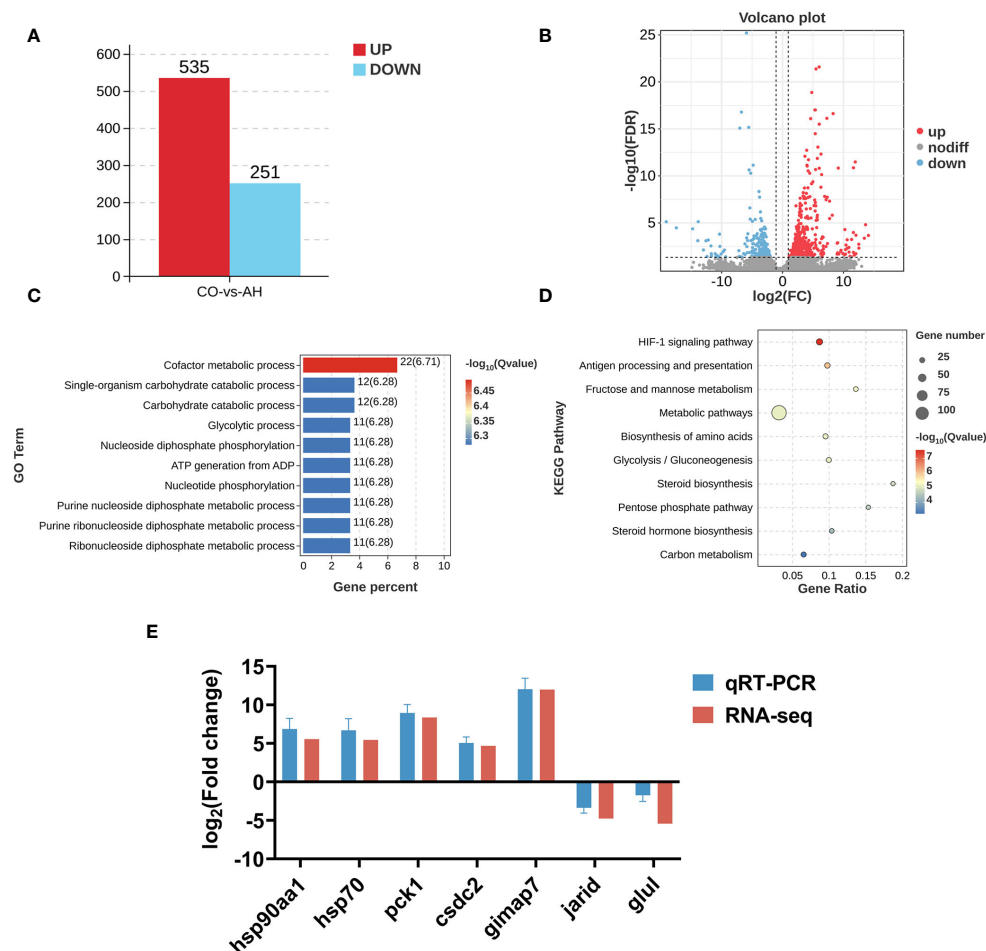 A
UP
DOWN
600
500
400
300
200
100
0
535
251
CO-vs-AH
B
Volcano plot
25
20
15
10
5
-log10(FDR)
-10
0
10
log2(FC)
up
nodiff
down
C
GO Term
Cofactor metabolic process
Single-organism carbohydrate catabolic process
Carbohydrate catabolic process
Glycolytic process
Nucleoside diphosphate phosphorylation
ATP generation from ADP
Nucleotide phosphorylation
Purine nucleoside diphosphate metabolic process
Purine ribonucleoside diphosphate metabolic process
Ribonucleoside diphosphate metabolic process
22(6.71)
12(6.28)
12(6.28)
11(6.28)
11(6.28)
11(6.28)
11(6.28)
11(6.28)
11(6.28)
11(6.28)
0 2 4 6 8 10
Gene percent
-log10(Qvalue)
6.45
6.4
6.35
6.3
D
KEGG Pathway
HIF-1 signaling pathway
Antigen processing and presentation
Fructose and mannose metabolism
Metabolic pathways
Biosynthesis of amino acids
Glycolysis / Gluconeogenesis
Steroid biosynthesis
Pentose phosphate pathway
Steroid hormone biosynthesis
Carbon metabolism
0.05 0.1 0.15 0.2
Gene Ratio
Gene number
25
50
75
100
-log10(Qvalue)
7
6
5
4
E
log2(Fold change)
15
10
5
0
-5
-10
hsp90aa1
hsp70
pck1
csdc2
gimap7
jarid
glul
qRT-PCR
RNA-seq